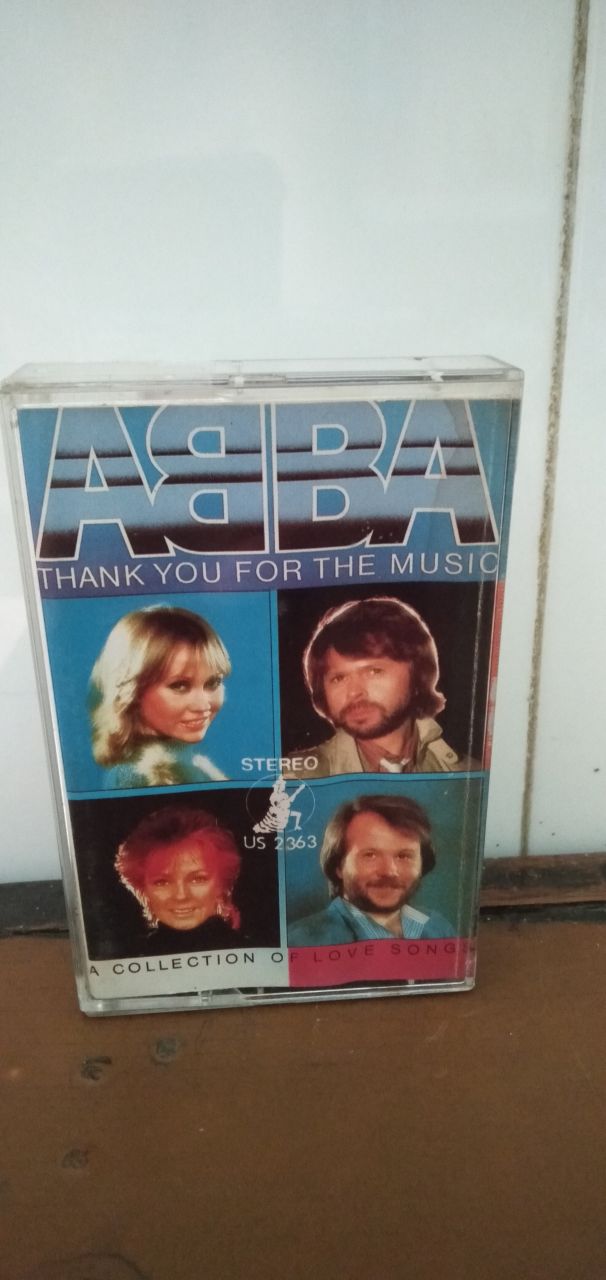 ABBA
THANK YOU FOR THE MUSIC
STEREO
US 2363
A COLLECTION OF LOVE SONGS